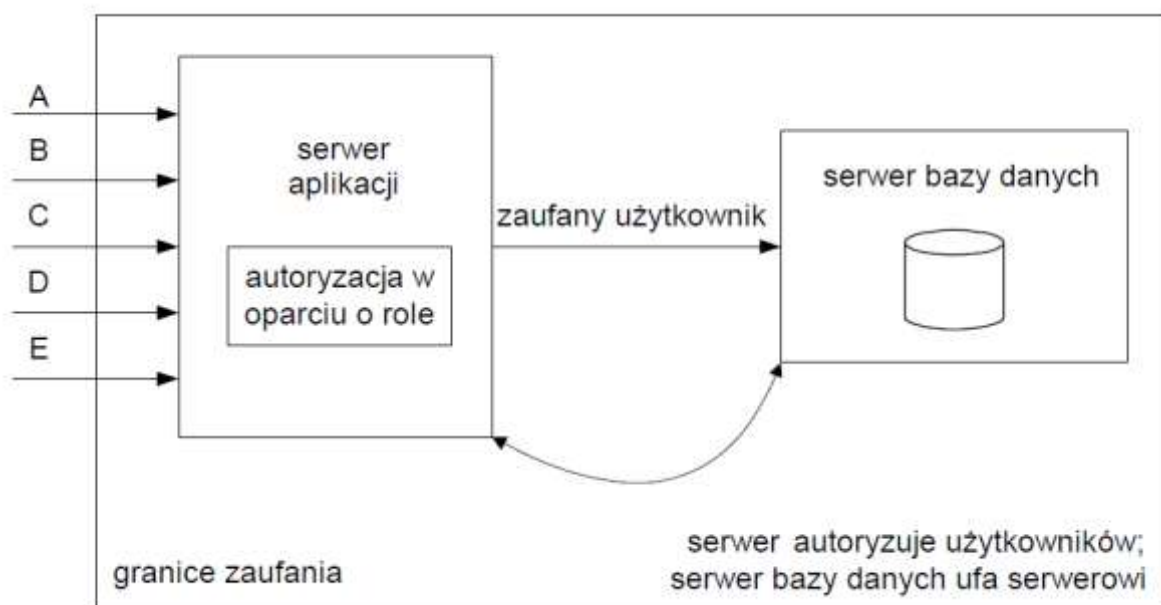 A
B
C
D
E
serwer
aplikacji
autoryzacja w
oparciu o role
zaufany użytkownik
serwer bazy danych
granice zaufania
serwer autoryzuje użytkowników;
serwer bazy danych ufa serwerowi